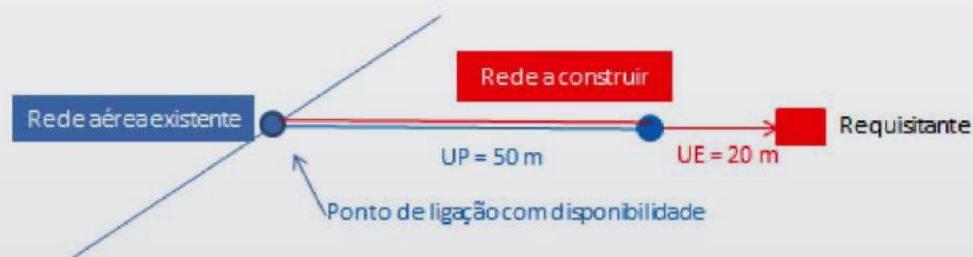 Rede a construir
Rede aérea existente
Requisitante
UP = 50 m
UE = 20 m
Ponto de ligação com disponibilidade